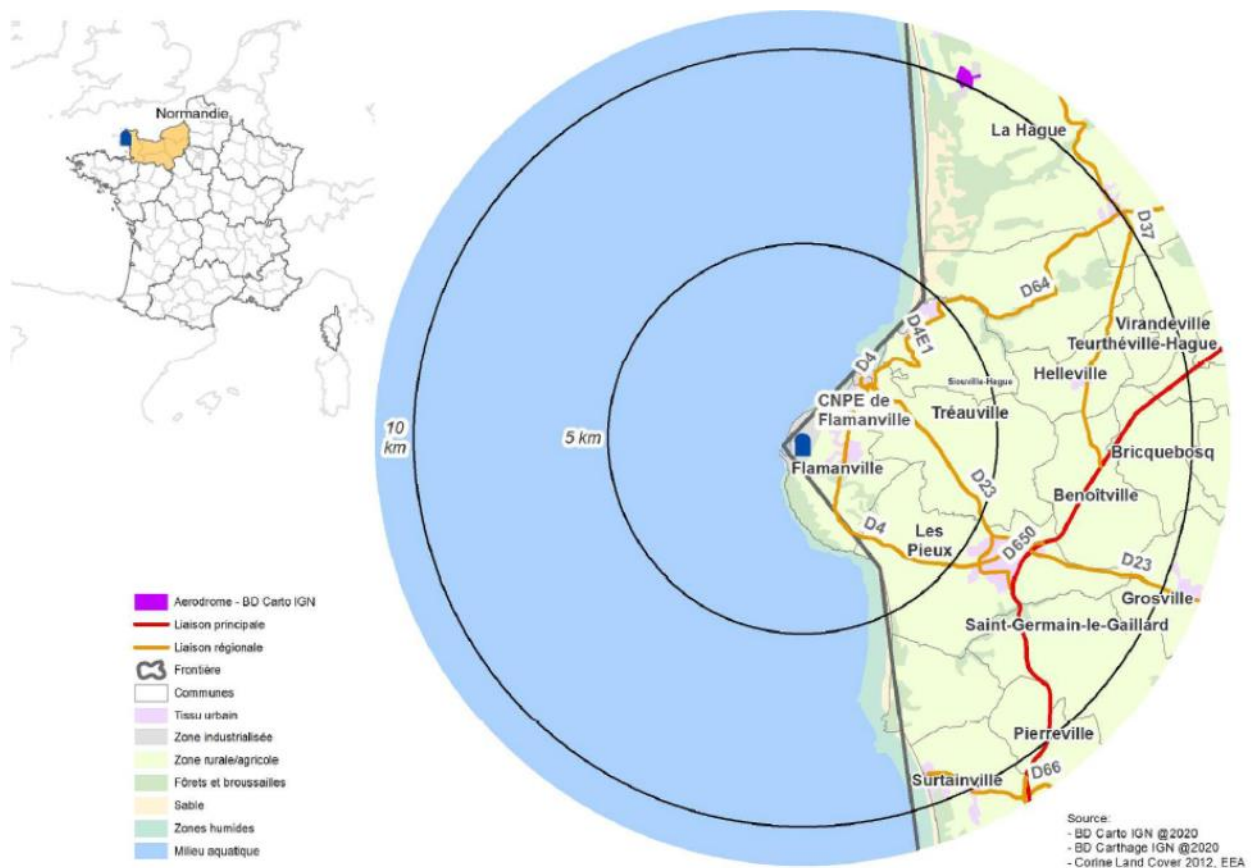 Normandie
La Hague
D37
D64
Virandeville
Teurthéville-Hague
D4E1
D4
Helleville
Siouville-Hague
CNPE de
Flamanville
Tréauville
10
km
5 km
Flamanville
Bricquebosq
D23
Benoîtville
D4
Les
Pieux
D650
D23
Grosville
Saint-Germain-le-Gaillard
Pierreville
D66
Surtainville
Aerodrome - BD Carto IGN
Liaison principale
Liaison régionale
Frontière
Communes
Tissu urbain
Zone industrialisée
Zone rurale/agricole
Fôrets et broussailles
Sable
Zones humides
Milieu aquatique
Source:
- BD Carto IGN @2020
- BD Carthage IGN @2020
- Corine Land Cover 2012, EEA